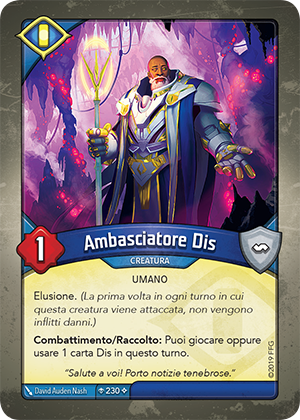 Ambasciatore Dis
CREATURA
1
UMANO
Elusione. (La prima volta in ogni turno in cui
questa creatura viene attaccata, non vengono
inflitti danni.)
Combattimento/Raccolto: Puoi giocare oppure
usare 1 carta Dis in questo turno.
"Salute a voi! Porto notizie tenebrose."
David Auden Nash
230
©2019 FFG